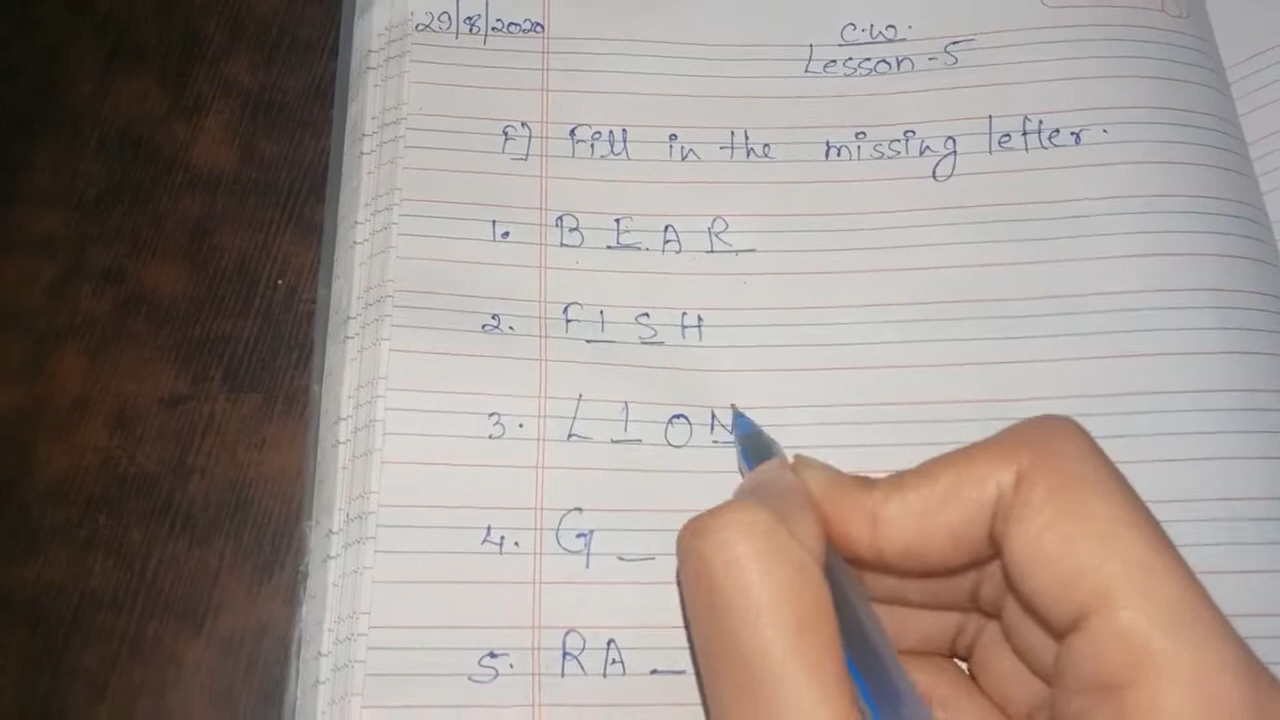 29/8/2020
C.W.
Lesson-5
F] Fill in the missing letter.
1. B E A R
2. F I S H
3. L I O N
4. G _
5. R A _